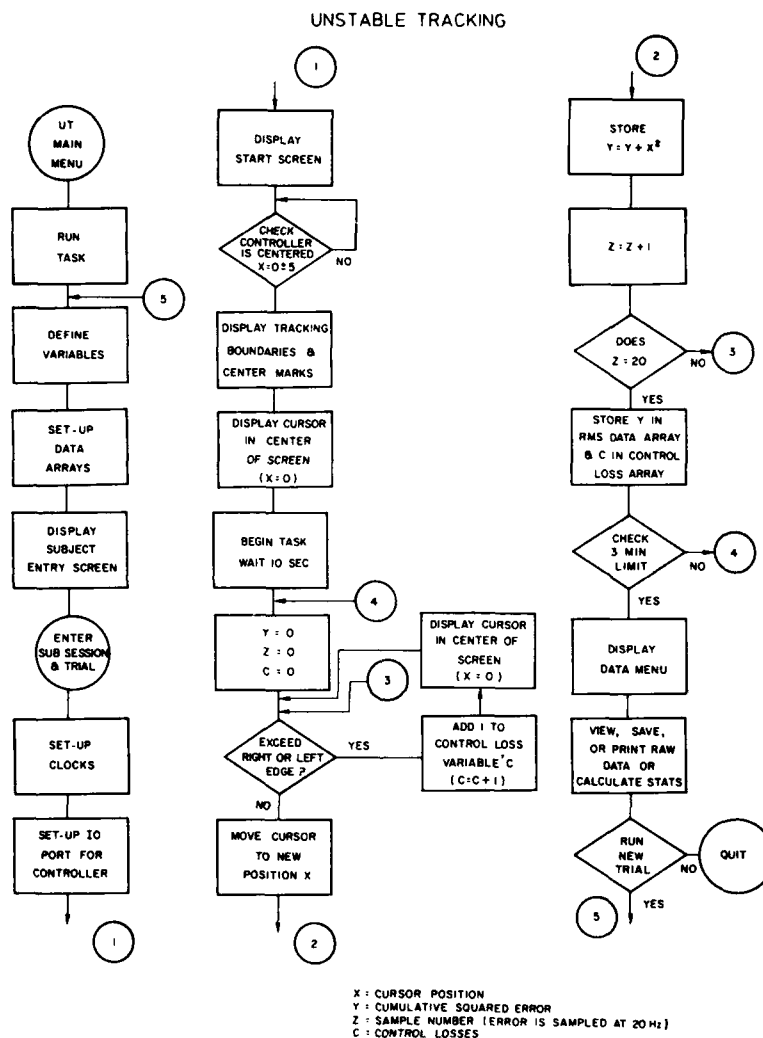 UNSTABLE TRACKING
UT
MAIN
MENU
RUN
TASK
5
DEFINE
VARIABLES
SET-UP
DATA
ARRAYS
DISPLAY
SUBJECT
ENTRY SCREEN
ENTER
SUB SESSION
& TRIAL
SET-UP
CLOCKS
SET-UP IO
PORT FOR
CONTROLLER
1
1
DISPLAY
START SCREEN
CHECK
CONTROLLER
IS CENTERED
X=0±5
NO
DISPLAY TRACKING
BOUNDARIES &
CENTER MARKS
DISPLAY CURSOR
IN CENTER
OF SCREEN
(X=0)
BEGIN TASK
WAIT 10 SEC
4
Y = 0
Z = 0
C = 0
3
EXCEED
RIGHT OR LEFT
EDGE ?
YES
NO
DISPLAY CURSOR
IN CENTER OF
SCREEN
(X = 0)
ADD 1 TO
CONTROL LOSS
VARIABLE'C
(C=C+1)
MOVE CURSOR
TO NEW
POSITION X
2
2
STORE
Y = Y + X²
Z = Z + 1
DOES
Z = 20
NO
3
YES
STORE Y IN
RMS DATA ARRAY
& C IN CONTROL
LOSS ARRAY
CHECK
3 MIN
LIMIT
NO
4
YES
DISPLAY
DATA MENU
VIEW, SAVE,
OR PRINT RAW
DATA OR
CALCULATE STATS
RUN
NEW
TRIAL
NO
QUIT
YES
5
X = CURSOR POSITION
Y = CUMULATIVE SQUARED ERROR
Z = SAMPLE NUMBER (ERROR IS SAMPLED AT 20 Hz)
C = CONTROL LOSSES